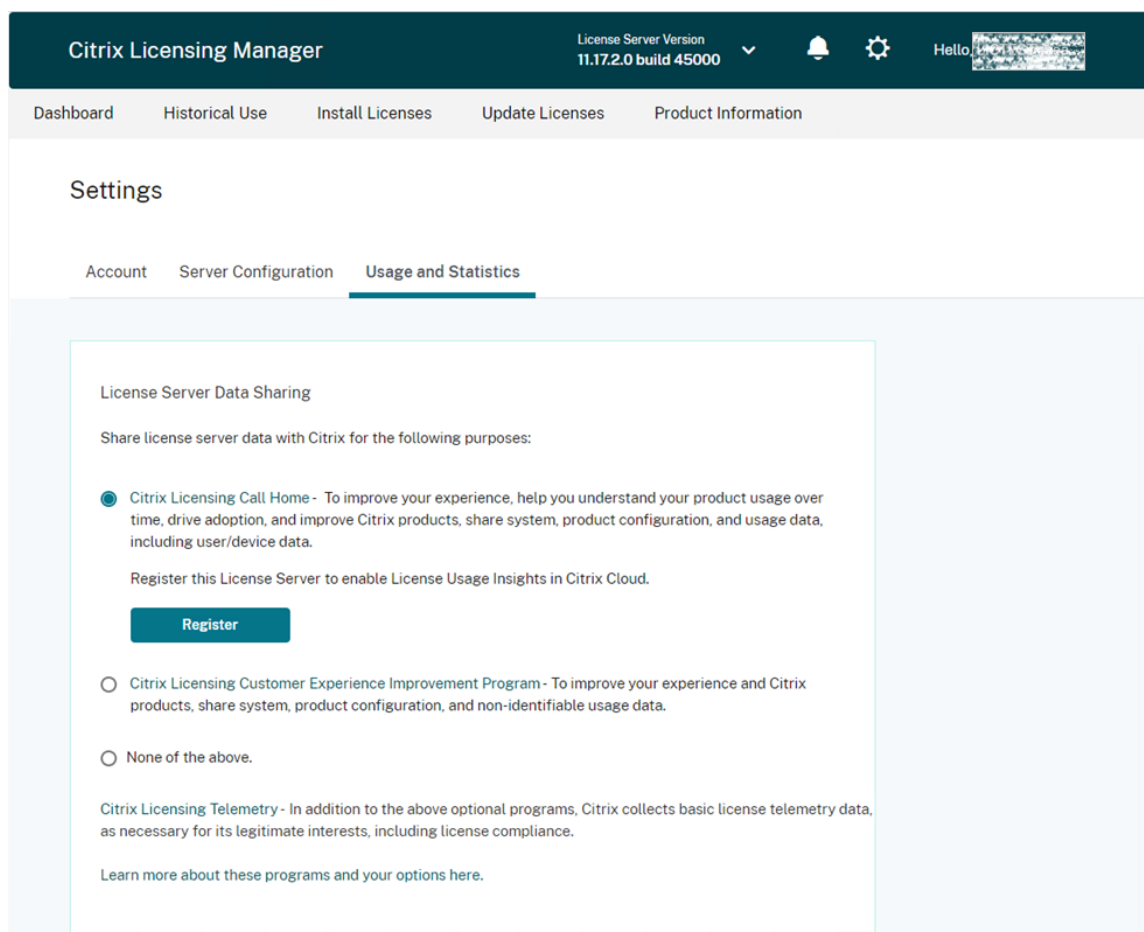 Citrix Licensing Manager
License Server Version
11.17.2.0 build 45000
Hello,
Dashboard Historical Use Install Licenses Update Licenses Product Information
Settings
Account Server Configuration Usage and Statistics
License Server Data Sharing
Share license server data with Citrix for the following purposes:
Citrix Licensing Call Home - To improve your experience, help you understand your product usage over
time, drive adoption, and improve Citrix products, share system, product configuration, and usage data,
including user/device data.
Register this License Server to enable License Usage Insights in Citrix Cloud.
Register
Citrix Licensing Customer Experience Improvement Program - To improve your experience and Citrix
products, share system, product configuration, and non-identifiable usage data.
None of the above.
Citrix Licensing Telemetry - In addition to the above optional programs, Citrix collects basic license telemetry data,
as necessary for its legitimate interests, including license compliance.
Learn more about these programs and your options here.